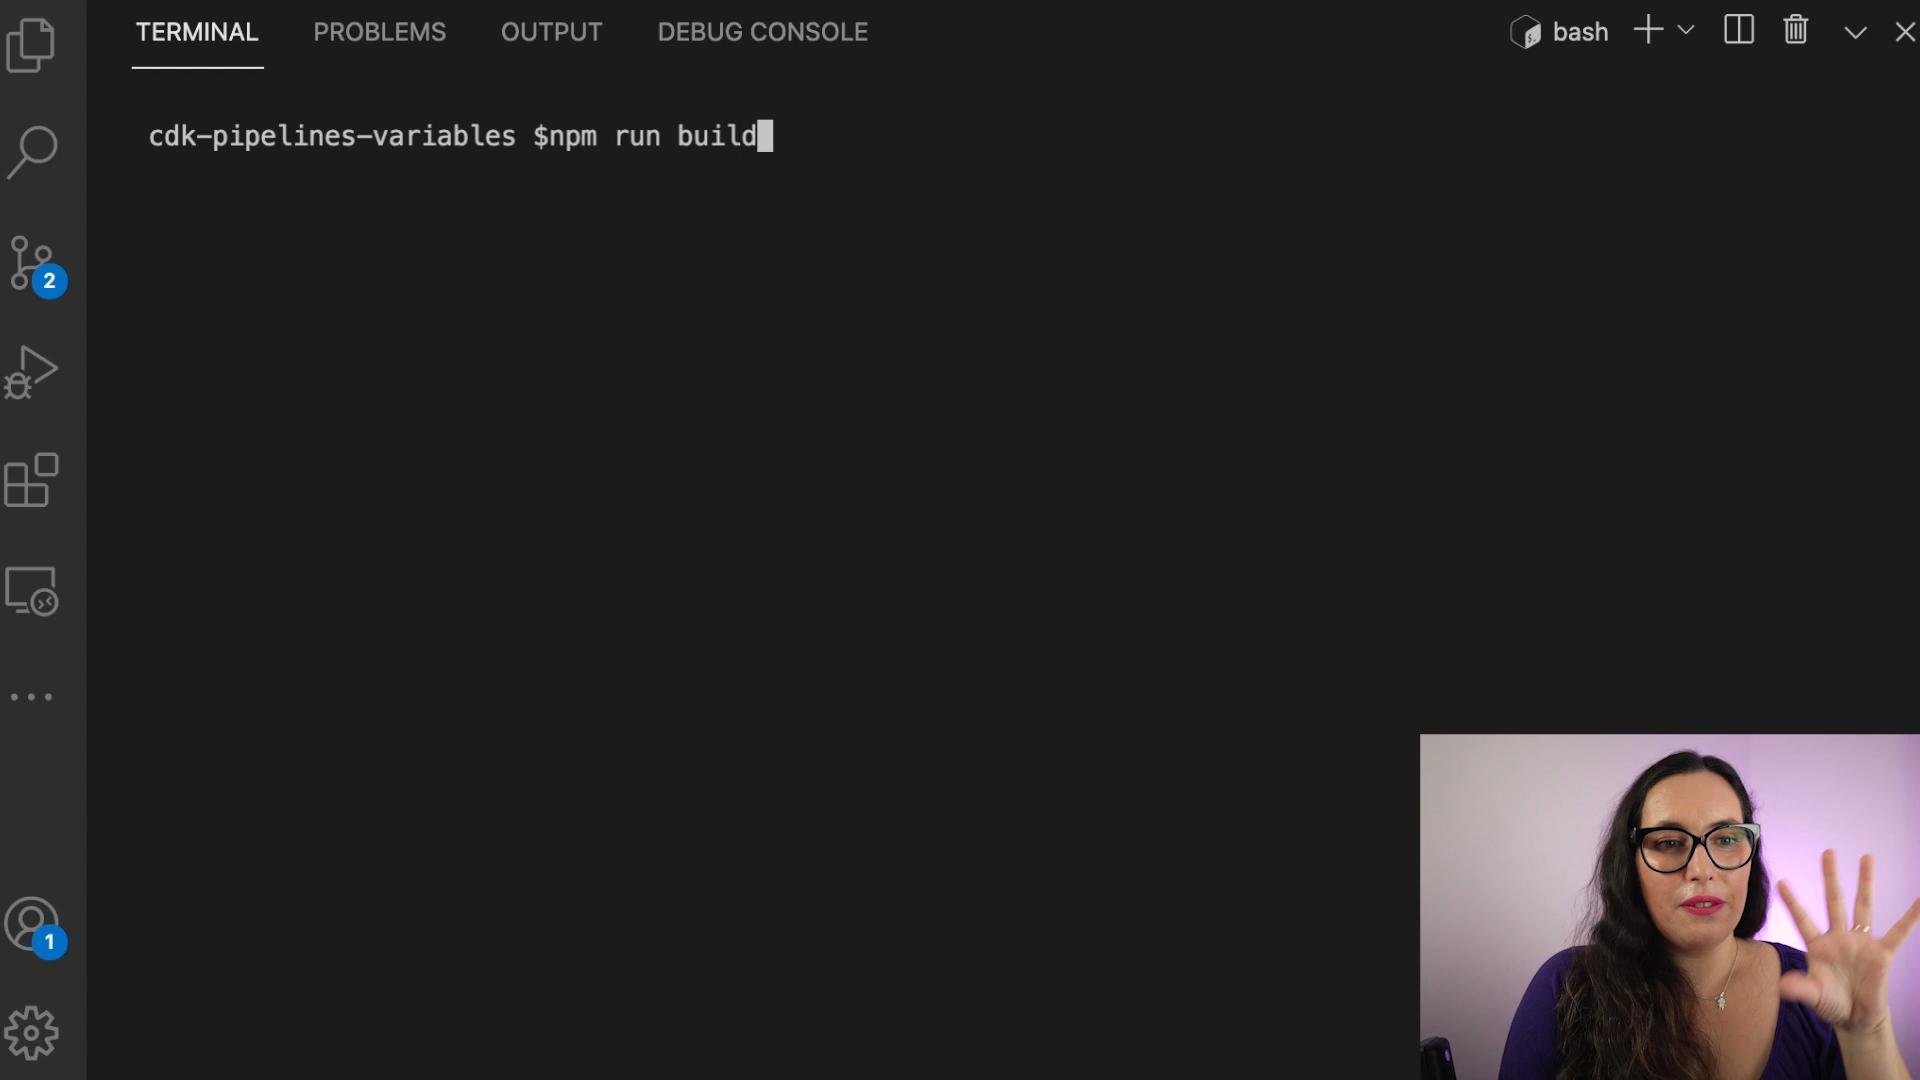 TERMINAL PROBLEMS OUTPUT DEBUG CONSOLE bash
cdk-pipelines-variables $npm run build
2
1